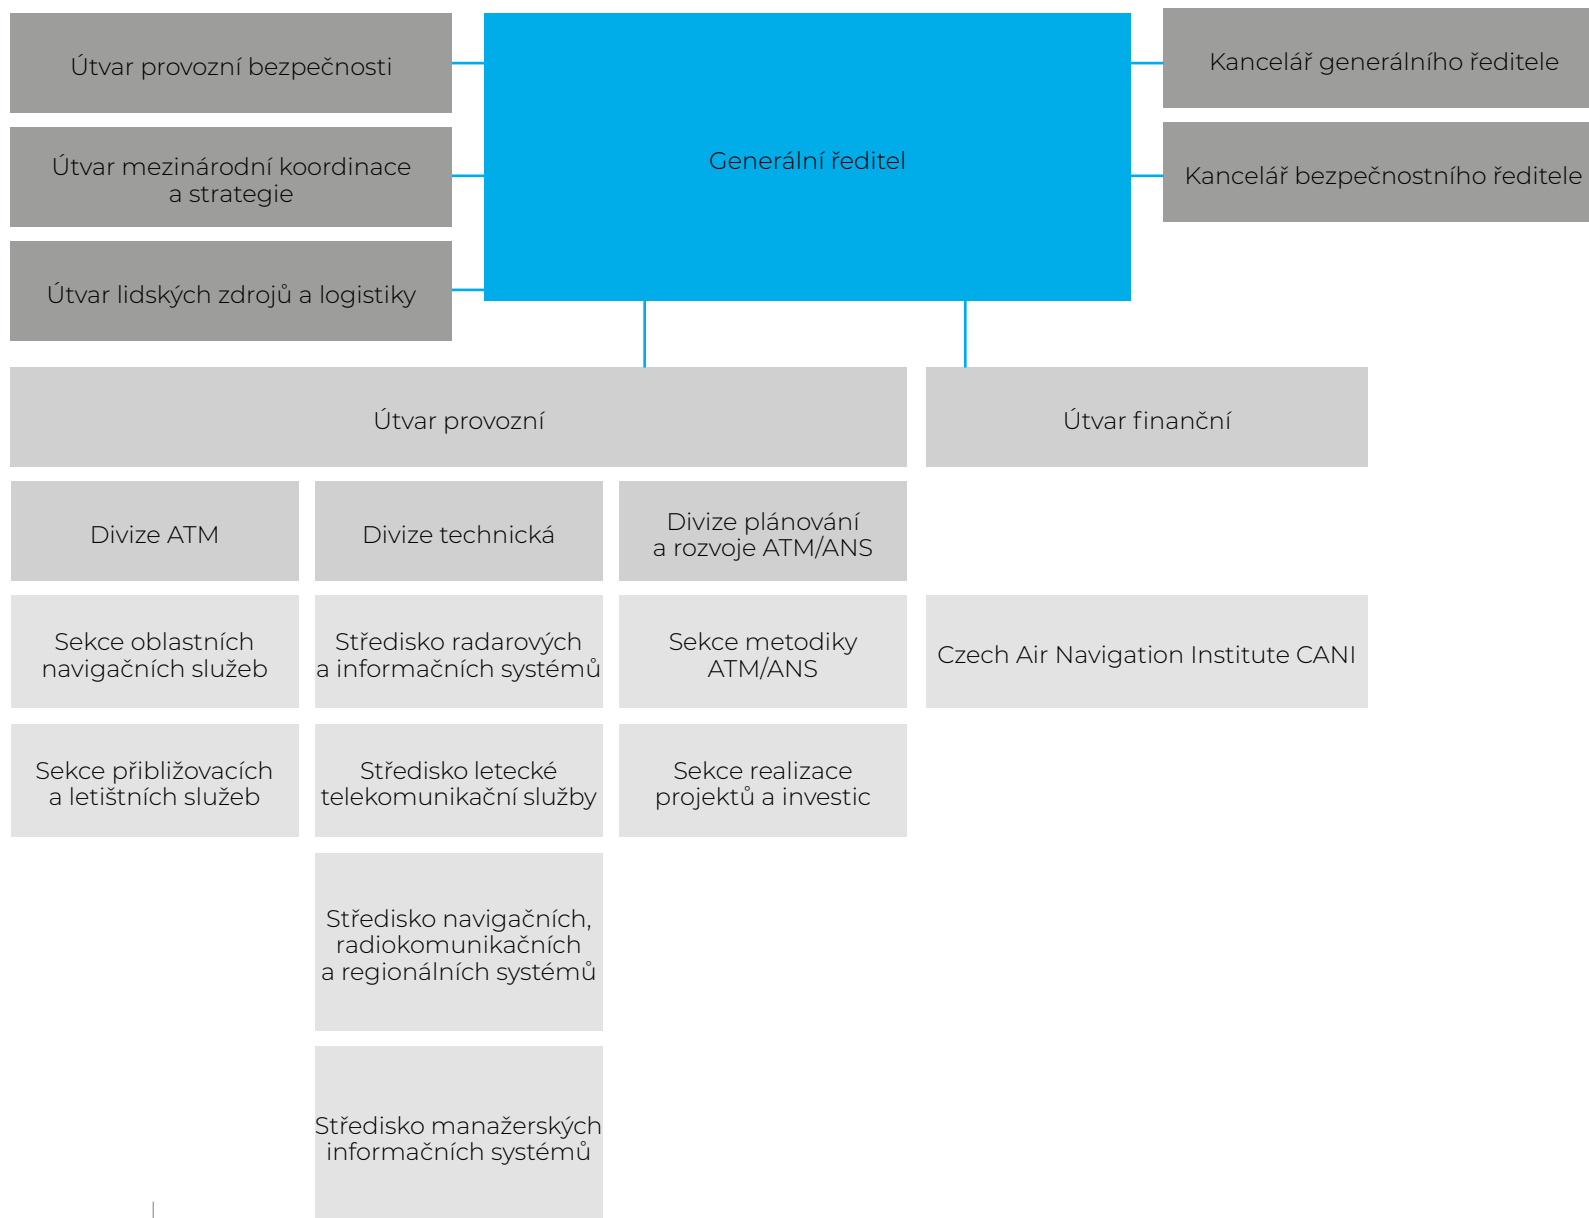 Útvar provozní bezpečnosti
Útvar mezinárodní koordinace
a strategie
Útvar lidských zdrojů a logistiky
Generální ředitel
Kancelář generálního ředitele
Kancelář bezpečnostního ředitele
Útvar provozní
Útvar finanční
Divize ATM
Divize technická
Divize plánování
a rozvoje ATM/ANS
Sekce oblastních
navigačních služeb
Středisko radarových
a informačních systémů
Sekce metodiky
ATM/ANS
Czech Air Navigation Institute CANI
Sekce přibližovacích
a letištních služeb
Středisko letecké
telekomunikační služby
Sekce realizace
projektů a investic
Středisko navigačních,
radiokomunikačních
a regionálních systémů
Středisko manažerských
informačních systémů